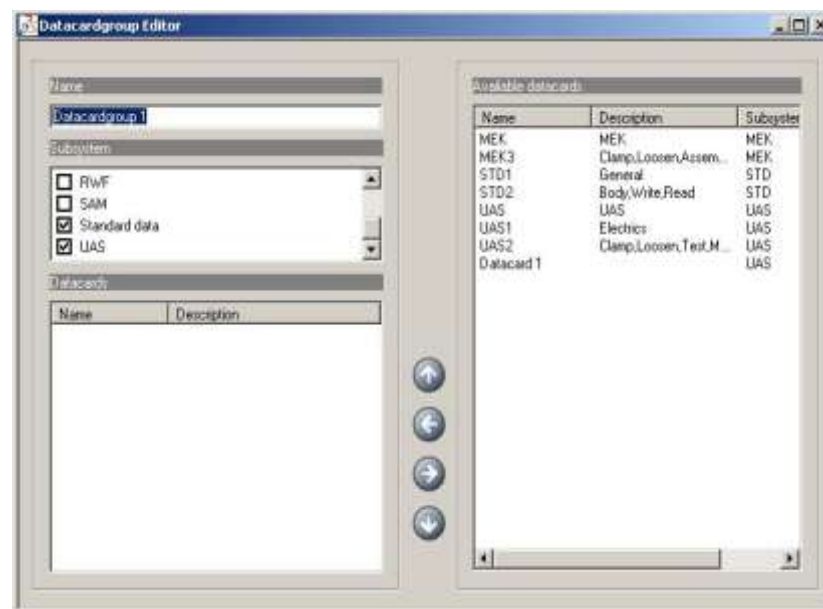 Datacardgroup Editor
Name
Datacardgroup 1
Subsystem
RWF
SAM
Standard data
UAS
Datacards
Name Description
Available datacards
Name Description Subsyster
MEK MEK MEK
MEK3 Clamp,Loosen,Assem... MEK
STD1 General STD
STD2 Body,Write,Read STD
UAS UAS UAS
UAS1 Electrics UAS
UAS2 Clamp,Loosen,Test,M... UAS
Datacard 1 UAS